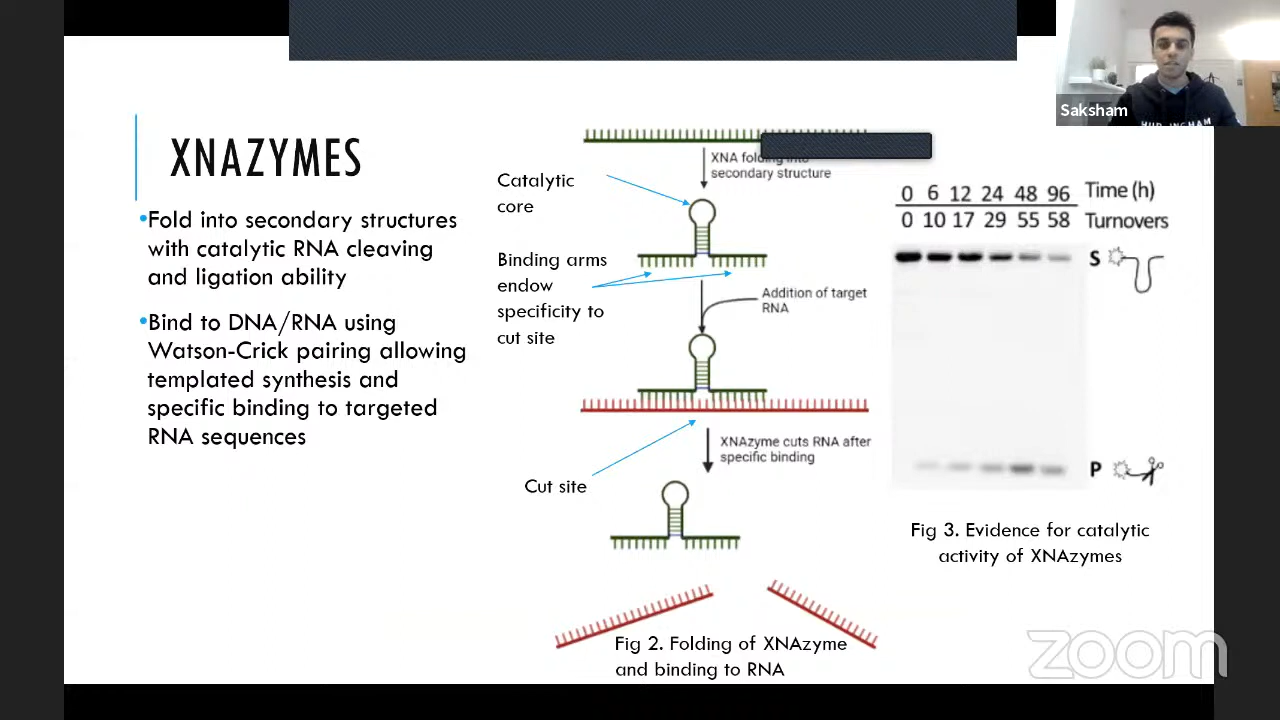 XNAZYMES
•Fold into secondary structures
with catalytic RNA cleaving
and ligation ability
•Bind to DNA/RNA using
Watson-Crick pairing allowing
templated synthesis and
specific binding to targeted
RNA sequences
XNA folding into
secondary structure
Catalytic
core
Binding arms
endow
specificity to
cut site
Addition of target
RNA
XNAzyme cuts RNA after
specific binding
Cut site
Fig 2. Folding of XNAzyme
and binding to RNA
0 6 12 24 48 96 Time (h)
0 10 17 29 55 58 Turnovers
S
P
Fig 3. Evidence for catalytic
activity of XNAzymes
Saksham
zoom